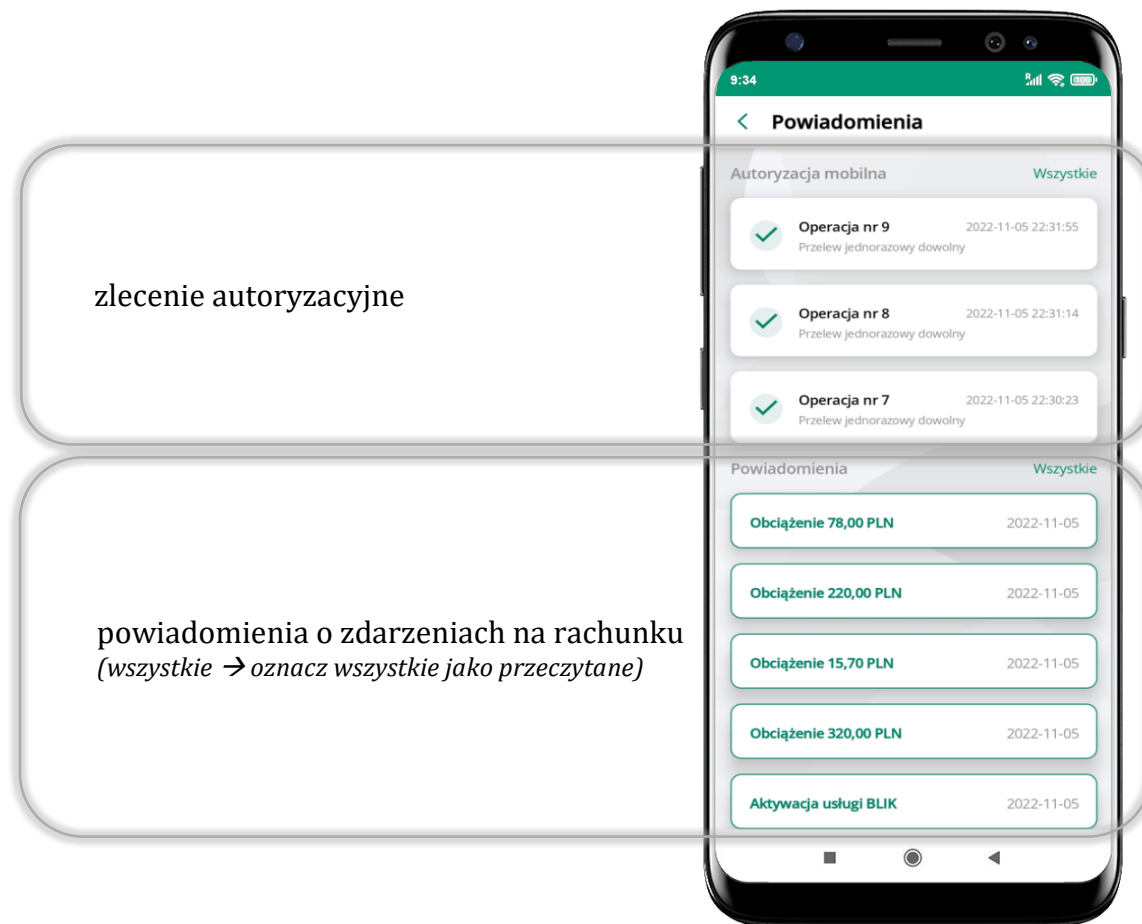 9:34
Powiadomienia
Autoryzacja mobilna Wszystkie
Operacja nr 9 2022-11-05 22:31:55
Przelew jednorazowy dowolny
zlecenie autoryzacyjne
Operacja nr 8 2022-11-05 22:31:14
Przelew jednorazowy dowolny
Operacja nr 7 2022-11-05 22:30:23
Przelew jednorazowy dowolny
Powiadomienia Wszystkie
Obciążenie 78,00 PLN 2022-11-05
Obciążenie 220,00 PLN 2022-11-05
powiadomienia o zdarzeniach na rachunku
(wszystkie → oznacz wszystkie jako przeczytane)
Obciążenie 15,70 PLN 2022-11-05
Obciążenie 320,00 PLN 2022-11-05
Aktywacja usługi BLIK 2022-11-05